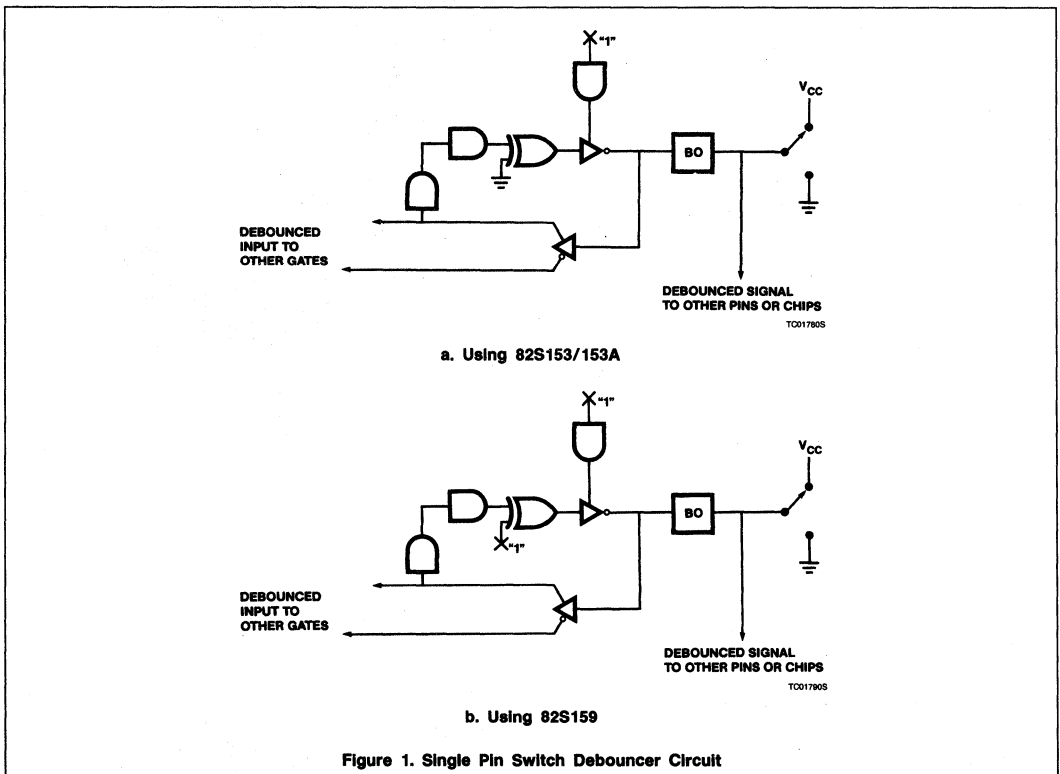 "1"
VCC
BO
DEBOUNCED
INPUT TO
OTHER GATES
DEBOUNCED SIGNAL
TO OTHER PINS OR CHIPS
TC01780S
a. Using 82S153/153A
"1"
VCC
BO
"1"
DEBOUNCED
INPUT TO
OTHER GATES
DEBOUNCED SIGNAL
TO OTHER PINS OR CHIPS
TC01790S
b. Using 82S159
Figure 1. Single Pin Switch Debouncer Circuit